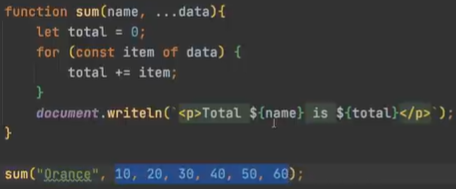 function sum(name, ...data){
let total = 0;
for (const item of data) {
total += item;
}
document.writeln(`<p>Total ${name} is ${total}</p>`);
}
sum("Orance", 10, 20, 30, 40, 50, 60);